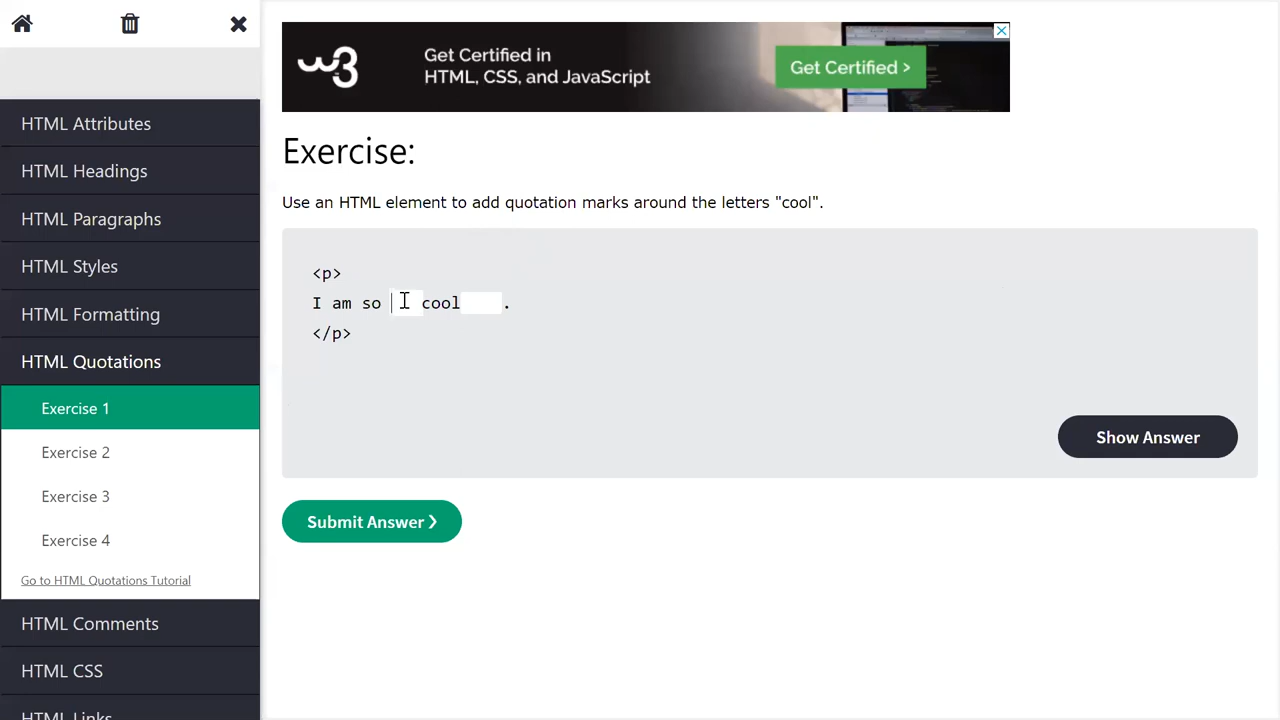 HTML Attributes
HTML Headings
HTML Paragraphs
HTML Styles
HTML Formatting
HTML Quotations
Exercise 1
Exercise 2
Exercise 3
Exercise 4
Go to HTML Quotations Tutorial
HTML Comments
HTML CSS
HTML Links
w3
Get Certified in
HTML, CSS, and JavaScript
Get Certified >
Exercise:
Use an HTML element to add quotation marks around the letters "cool".
<p>
I am so cool .
</p>
Show Answer
Submit Answer ❯